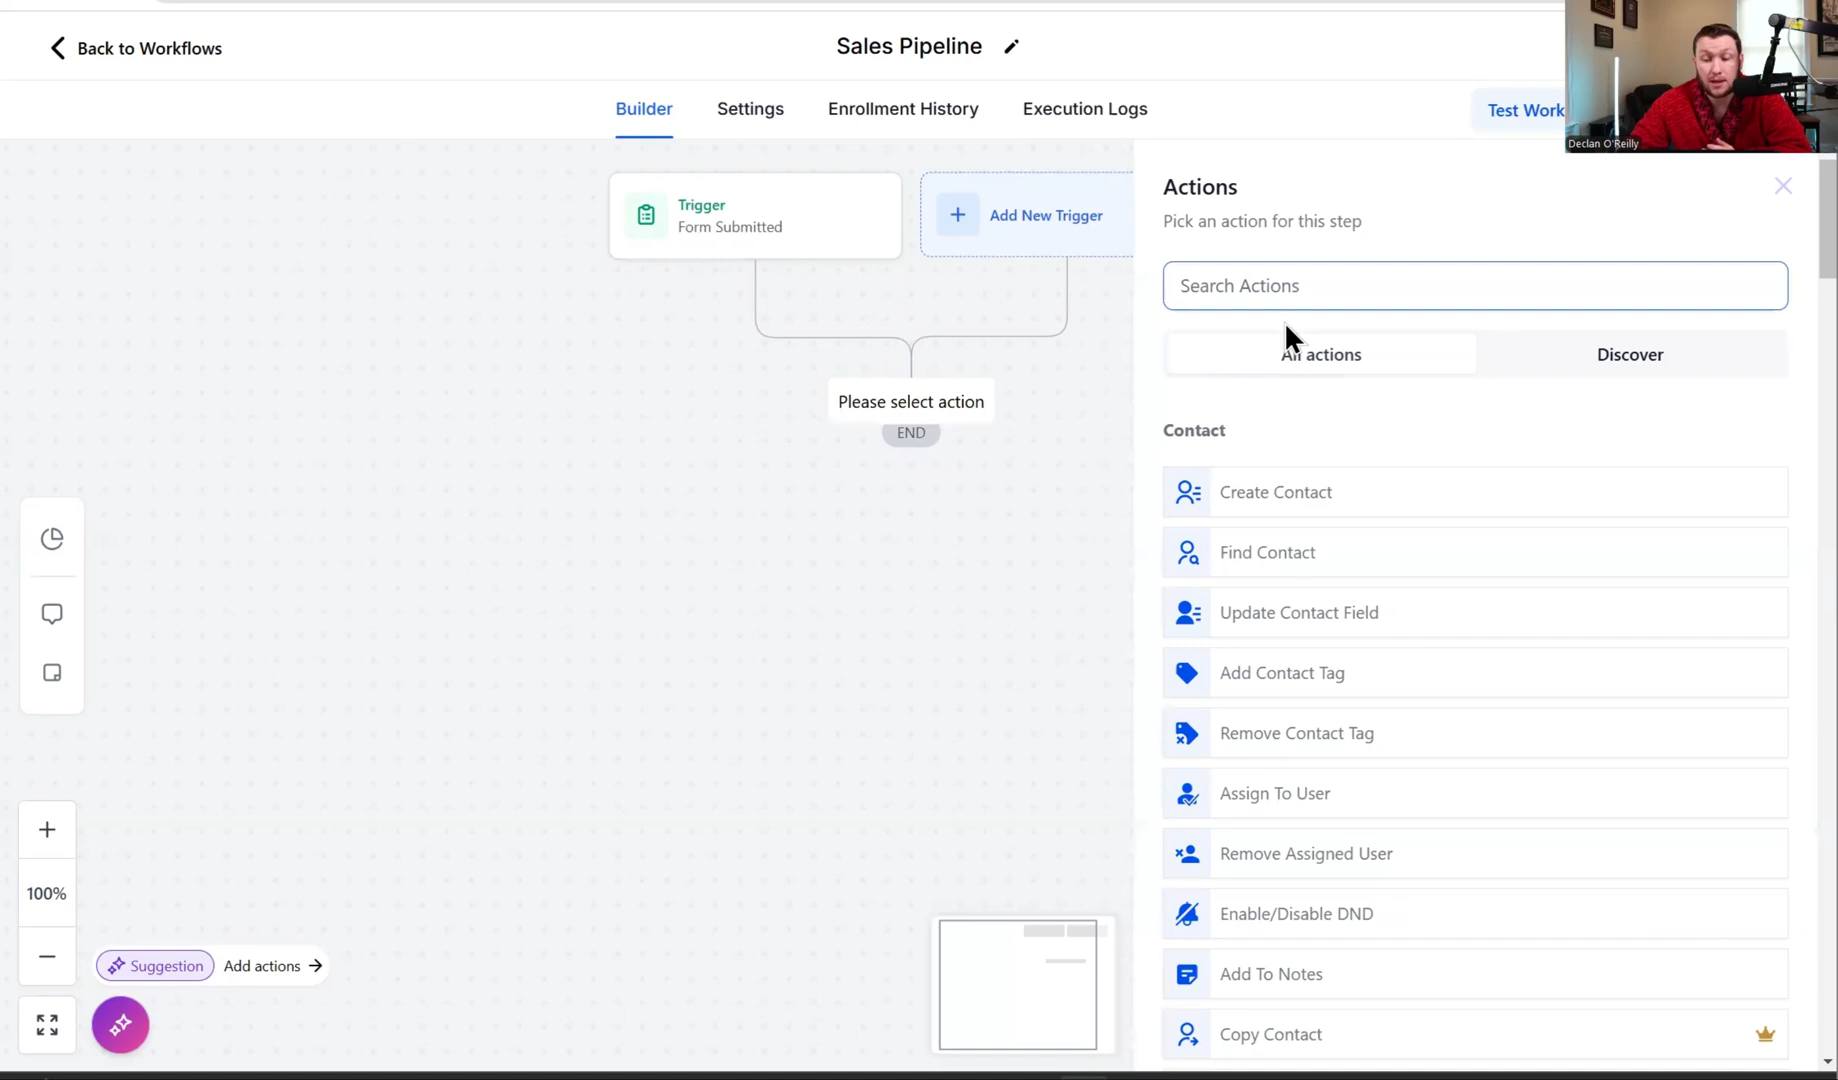 Back to Workflows
Sales Pipeline
Builder
Settings
Enrollment History
Execution Logs
Test Work
Declan O'Reilly
Trigger
Form Submitted
Add New Trigger
Please select action
END
100%
Suggestion
Add actions
Actions
Pick an action for this step
Search Actions
All actions
Discover
Contact
Create Contact
Find Contact
Update Contact Field
Add Contact Tag
Remove Contact Tag
Assign To User
Remove Assigned User
Enable/Disable DND
Add To Notes
Copy Contact